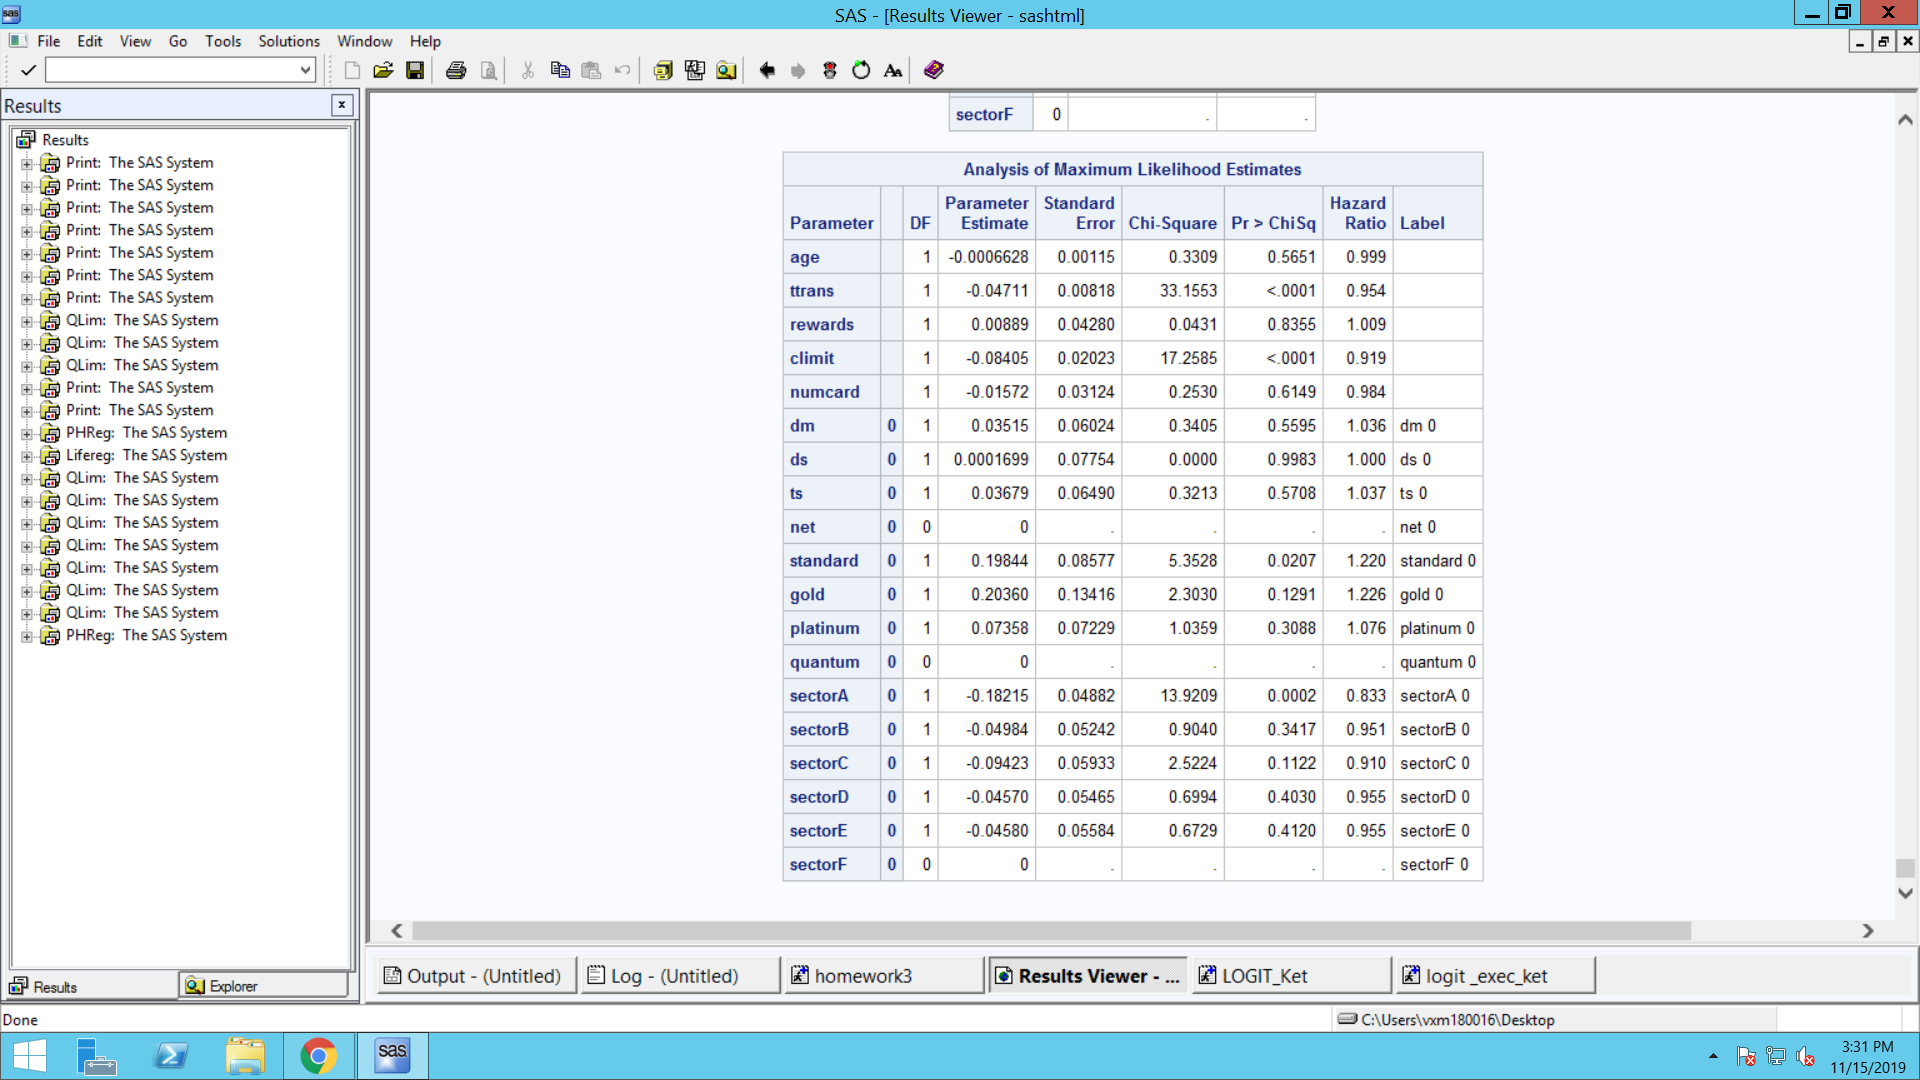 sas SAS - [Results Viewer - sashtml]
File Edit View Go Tools Solutions Window Help
Results
Results
Print: The SAS System
Print: The SAS System
Print: The SAS System
Print: The SAS System
Print: The SAS System
Print: The SAS System
Print: The SAS System
QLim: The SAS System
QLim: The SAS System
QLim: The SAS System
Print: The SAS System
Print: The SAS System
PHReg: The SAS System
Lifereg: The SAS System
QLim: The SAS System
QLim: The SAS System
QLim: The SAS System
QLim: The SAS System
QLim: The SAS System
QLim: The SAS System
QLim: The SAS System
PHReg: The SAS System
Results Explorer
sectorF 0 . .
Analysis of Maximum Likelihood Estimates
Parameter DF Parameter Estimate Standard Error Chi-Square Pr > ChiSq Hazard Ratio Label
age 1 -0.0006628 0.00115 0.3309 0.5651 0.999
ttrans 1 -0.04711 0.00818 33.1553 <.0001 0.954
rewards 1 0.00889 0.04280 0.0431 0.8355 1.009
climit 1 -0.08405 0.02023 17.2585 <.0001 0.919
numcard 1 -0.01572 0.03124 0.2530 0.6149 0.984
dm 0 1 0.03515 0.06024 0.3405 0.5595 1.036 dm 0
ds 0 1 0.0001699 0.07754 0.0000 0.9983 1.000 ds 0
ts 0 1 0.03679 0.06490 0.3213 0.5708 1.037 ts 0
net 0 0 0 . . . . net 0
standard 0 1 0.19844 0.08577 5.3528 0.0207 1.220 standard 0
gold 0 1 0.20360 0.13416 2.3030 0.1291 1.226 gold 0
platinum 0 1 0.07358 0.07229 1.0359 0.3088 1.076 platinum 0
quantum 0 0 0 . . . . quantum 0
sectorA 0 1 -0.18215 0.04882 13.9209 0.0002 0.833 sectorA 0
sectorB 0 1 -0.04984 0.05242 0.9040 0.3417 0.951 sectorB 0
sectorC 0 1 -0.09423 0.05933 2.5224 0.1122 0.910 sectorC 0
sectorD 0 1 -0.04570 0.05465 0.6994 0.4030 0.955 sectorD 0
sectorE 0 1 -0.04580 0.05584 0.6729 0.4120 0.955 sectorE 0
sectorF 0 0 0 . . . . sectorF 0
Output - (Untitled) Log - (Untitled) homework3 Results Viewer - ... LOGIT_Ket logit _exec_ket
Done C:\Users\vxm180016\Desktop
sas 3:31 PM
11/15/2019